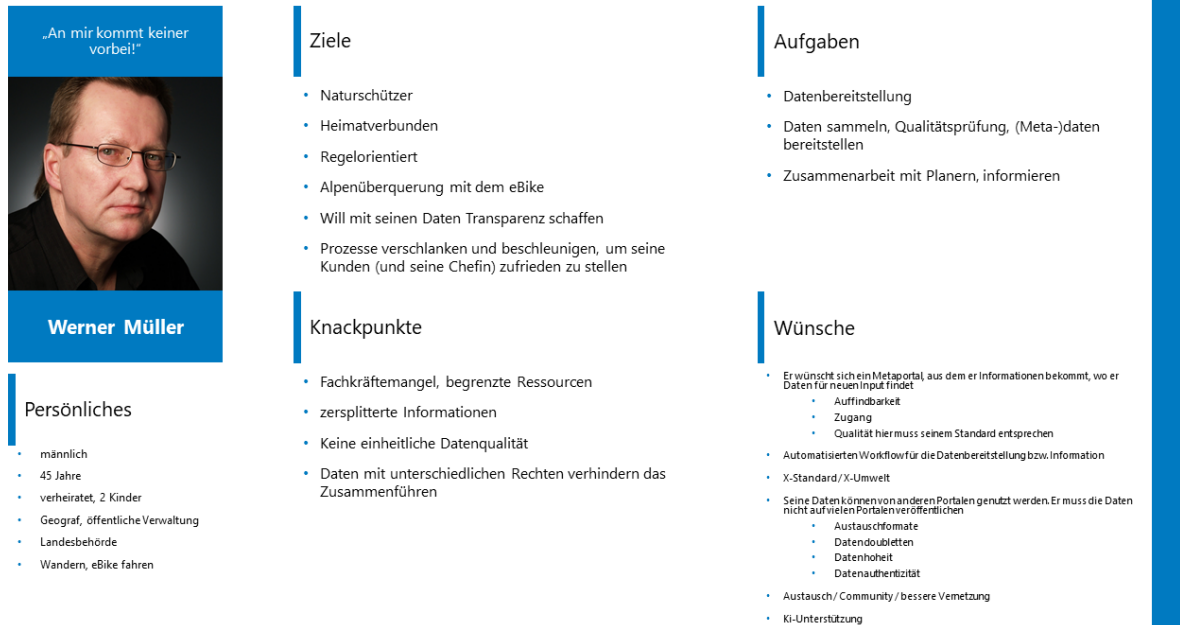 „An mir kommt keiner
vorbei!“
Werner Müller
Persönliches
• männlich
• 45 Jahre
• verheiratet, 2 Kinder
• Geograf, öffentliche Verwaltung
• Landesbehörde
• Wandern, eBike fahren
Ziele
• Naturschützer
• Heimatverbunden
• Regelorientiert
• Alpenüberquerung mit dem eBike
• Will mit seinen Daten Transparenz schaffen
• Prozesse verschlanken und beschleunigen, um seine
Kunden (und seine Chefin) zufrieden zu stellen
Knackpunkte
• Fachkräftemangel, begrenzte Ressourcen
• zersplitterte Informationen
• Keine einheitliche Datenqualität
• Daten mit unterschiedlichen Rechten verhindern das
Zusammenführen
Aufgaben
• Datenbereitstellung
• Daten sammeln, Qualitätsprüfung, (Meta-)daten
bereitstellen
• Zusammenarbeit mit Planern, informieren
Wünsche
• Er wünscht sich ein Metaportal, aus dem er Informationen bekommt, wo er
Daten für neuen Input findet
• Auffindbarkeit
• Zugang
• Qualität hier muss seinem Standard entsprechen
• Automatisierten Workflow für die Datenbereitstellung bzw. Information
• X-Standard / X-Umwelt
• Seine Daten können von anderen Portalen genutzt werden. Er muss die Daten
nicht auf vielen Portalen veröffentlichen
• Austauschformate
• Datendoubletten
• Datenhoheit
• Datenauthentizität
• Austausch / Community / bessere Vernetzung
• Ki-Unterstützung